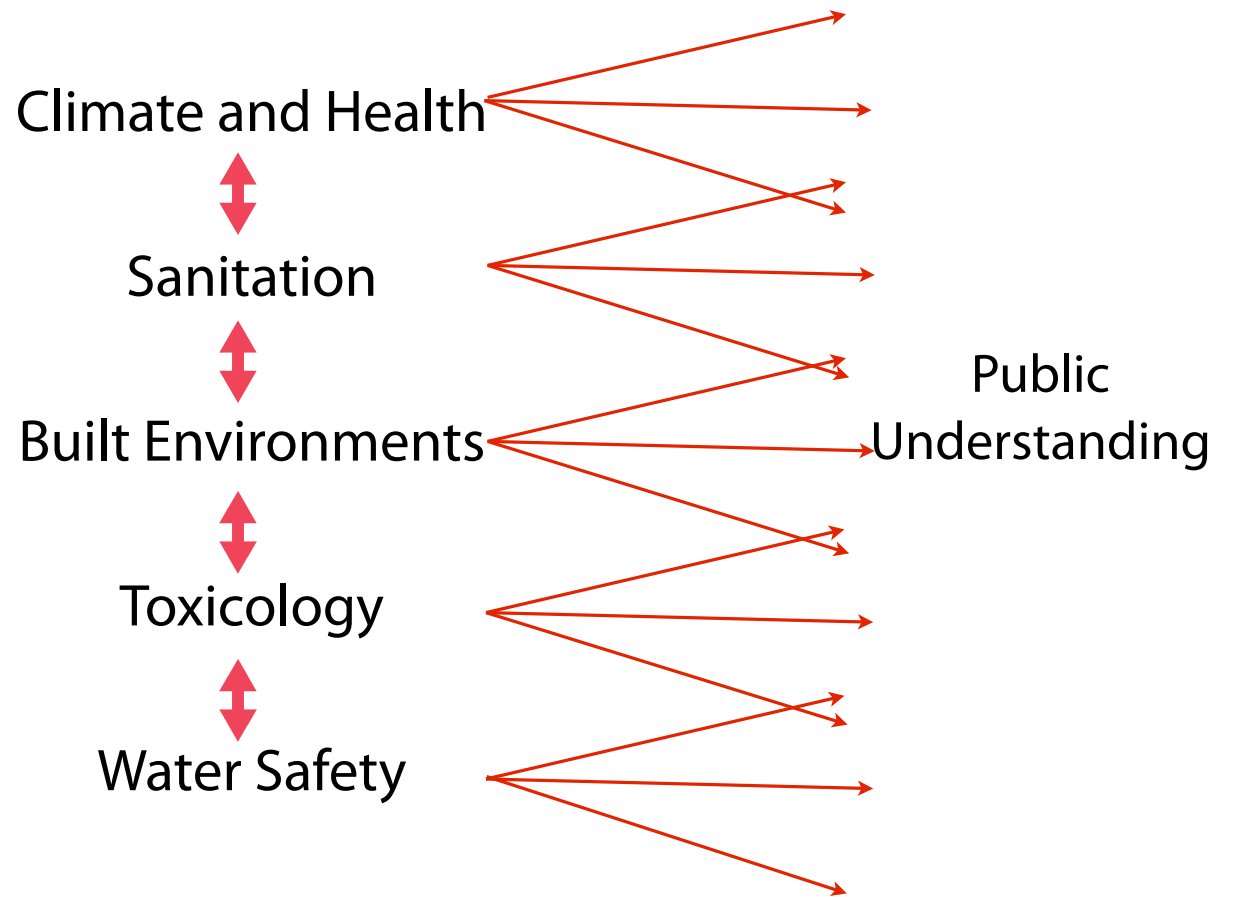 Climate and Health
Sanitation
Built Environments
Toxicology
Water Safety
Public
Understanding